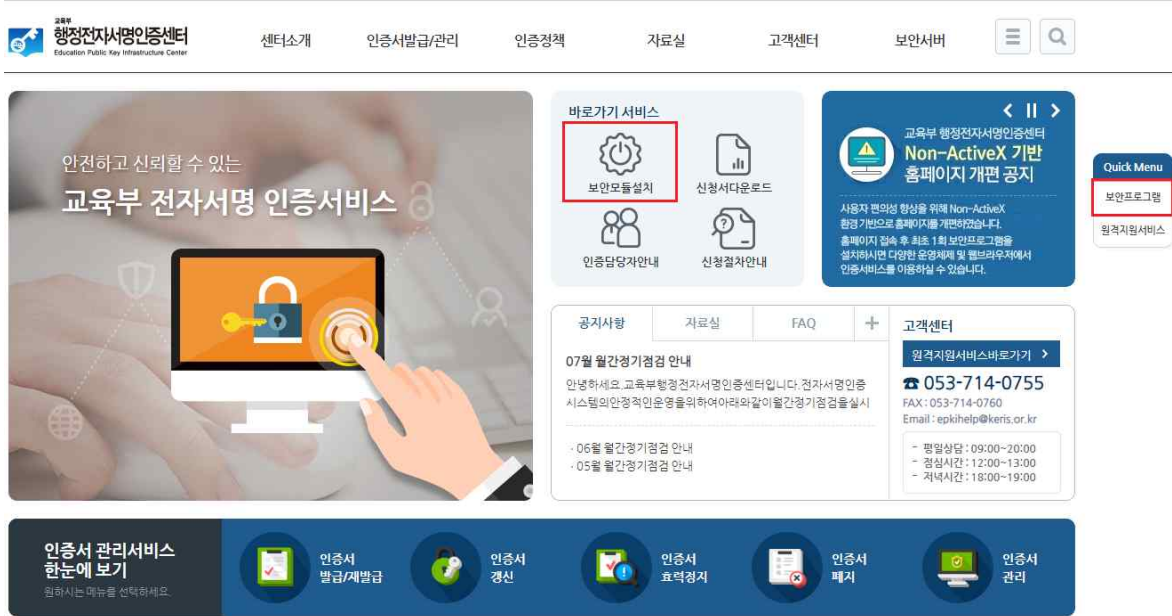 교육부
행정전자서명인증센터
Education Public Key Infrastructure Center
센터소개
인증서발급/관리
인증정책
자료실
고객센터
보안서버
안전하고 신뢰할 수 있는
교육부 전자서명 인증서비스
바로가기 서비스
보안모듈설치
신청서다운로드
인증담당자안내
신청절차안내
교육부 행정전자서명인증센터
Non-ActiveX 기반
홈페이지 개편 공지
사용자 편의성 향상을 위해 Non-ActiveX
환경 기반으로 홈페이지를 개편하였습니다.
홈페이지 접속 후 최초 1회 보안프로그램을
설치하시면 다양한 운영체제 및 웹브라우저에서
인증서비스를 이용하실 수 있습니다.
Quick Menu
보안프로그램
원격지원서비스
공지사항
자료실
FAQ
07월 월간정기점검 안내
안녕하세요.교육부행정전자서명인증센터입니다.전자서명인증
시스템의안정적인운영을위하여아래와같이월간정기점검을실시
· 06월 월간정기점검 안내
· 05월 월간정기점검 안내
고객센터
원격지원서비스바로가기
053-714-0755
FAX : 053-714-0760
Email : epkihelp@keris.or.kr
- 평일상담 : 09:00~20:00
- 점심시간 : 12:00~13:00
- 저녁시간 : 18:00~19:00
인증서 관리서비스
한눈에 보기
원하시는 메뉴를 선택하세요.
인증서
발급/재발급
인증서
갱신
인증서
효력정지
인증서
폐지
인증서
관리